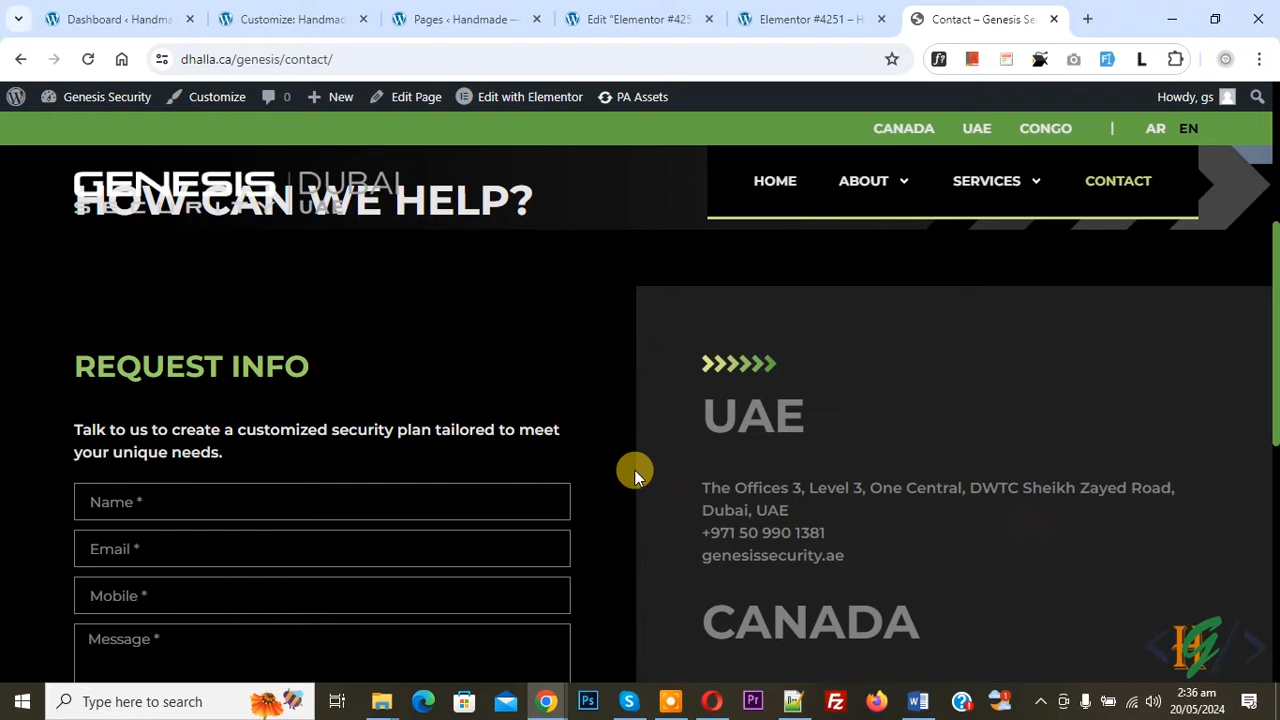 Dashboard ‹ Handma
Customize: Handmad
Pages ‹ Handmade —
Edit "Elementor #425
Elementor #4251 – H
Contact – Genesis Se
dhalla.ca/genesis/contact/
Genesis Security
Customize
0
New
Edit Page
Edit with Elementor
PA Assets
Howdy, gs
CANADA
UAE
CONGO
|
AR
EN
GENESIS
SECURITY
DUBAI
UAE
HOW CAN WE HELP?
HOME
ABOUT
SERVICES
CONTACT
REQUEST INFO
Talk to us to create a customized security plan tailored to meet
your unique needs.
Name *
Email *
Mobile *
Message *
UAE
The Offices 3, Level 3, One Central, DWTC Sheikh Zayed Road,
Dubai, UAE
+971 50 990 1381
genesissecurity.ae
CANADA
Type here to search
2:36 am
20/05/2024